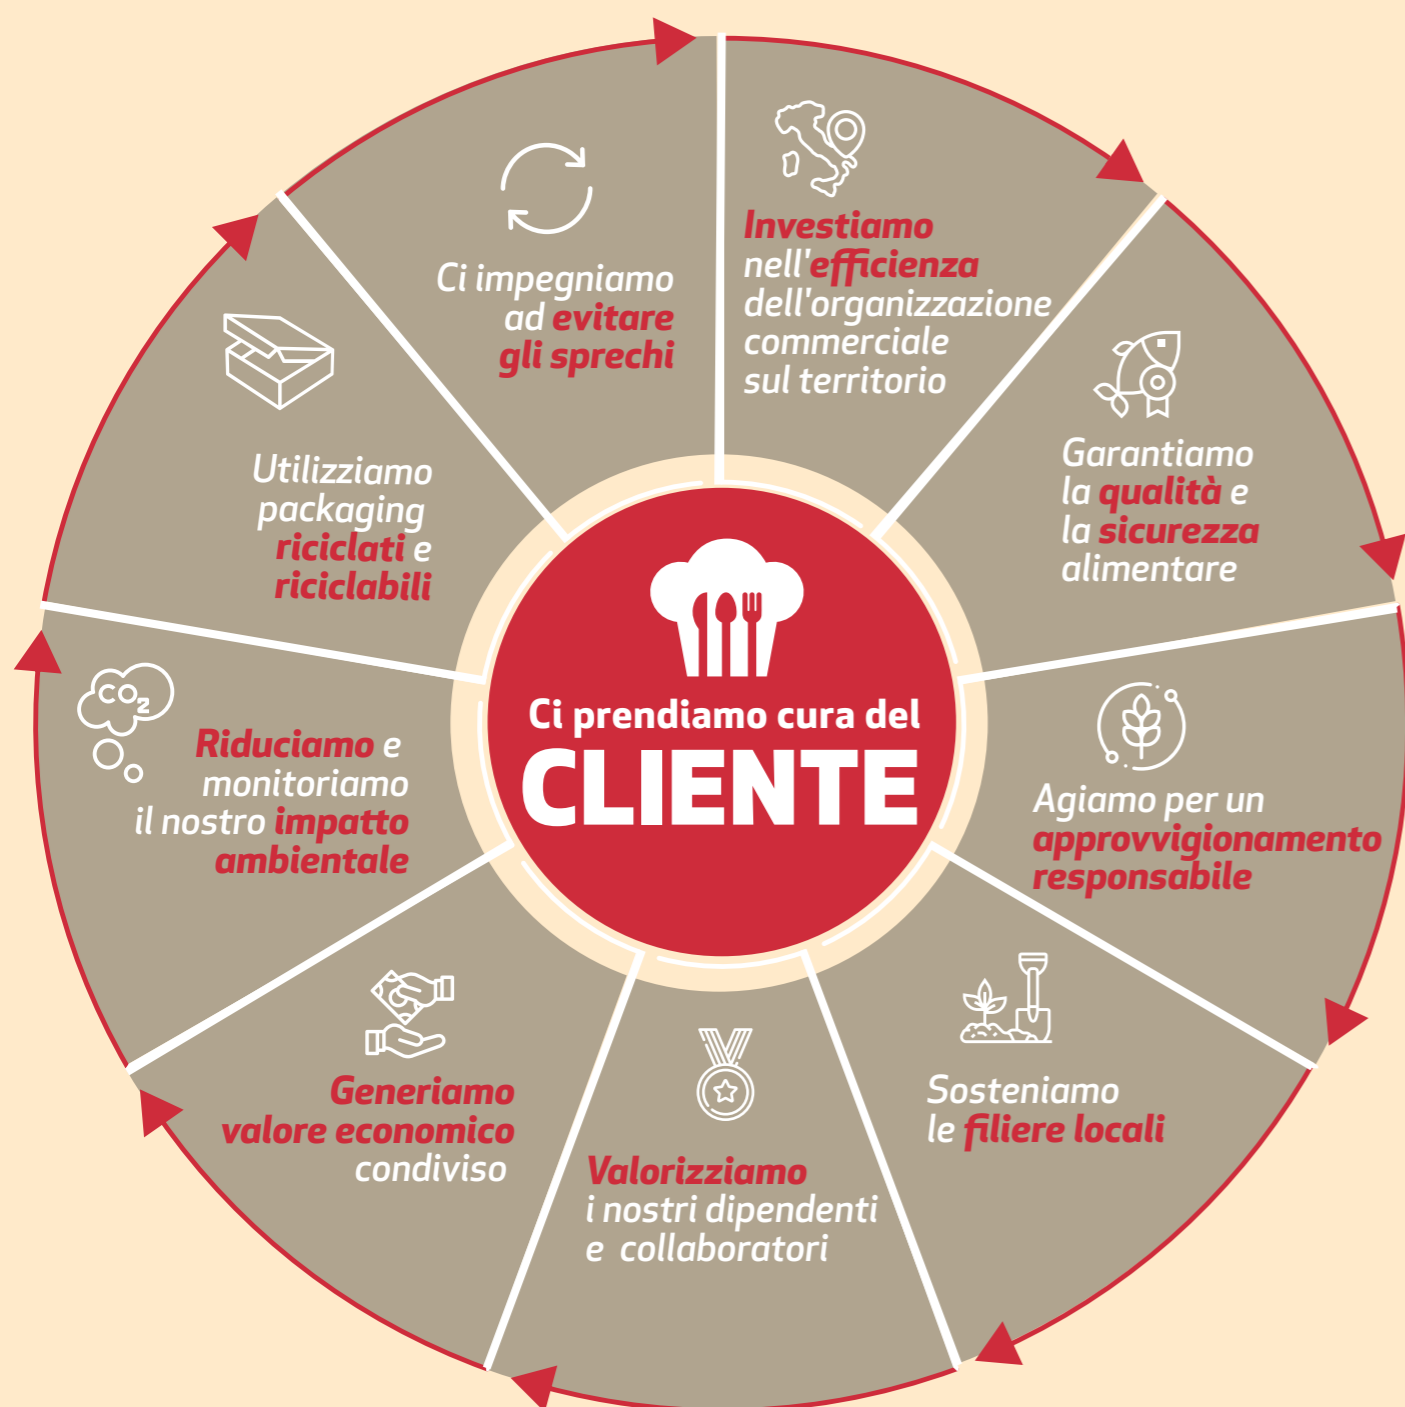 Investiamo
nell'efficienza
dell'organizzazione
commerciale
sul territorio
Garantiamo
la qualità e
la sicurezza
alimentare
Agiamo per un
approvvigionamento
responsabile
Sosteniamo
le filiere locali
Valorizziamo
i nostri dipendenti
e collaboratori
Generiamo
valore economico
condiviso
CO2
Riduciamo e
monitoriamo
il nostro impatto
ambientale
Utilizziamo
packaging
riciclati e
riciclabili
Ci impegniamo
ad evitare
gli sprechi
Ci prendiamo cura del
CLIENTE